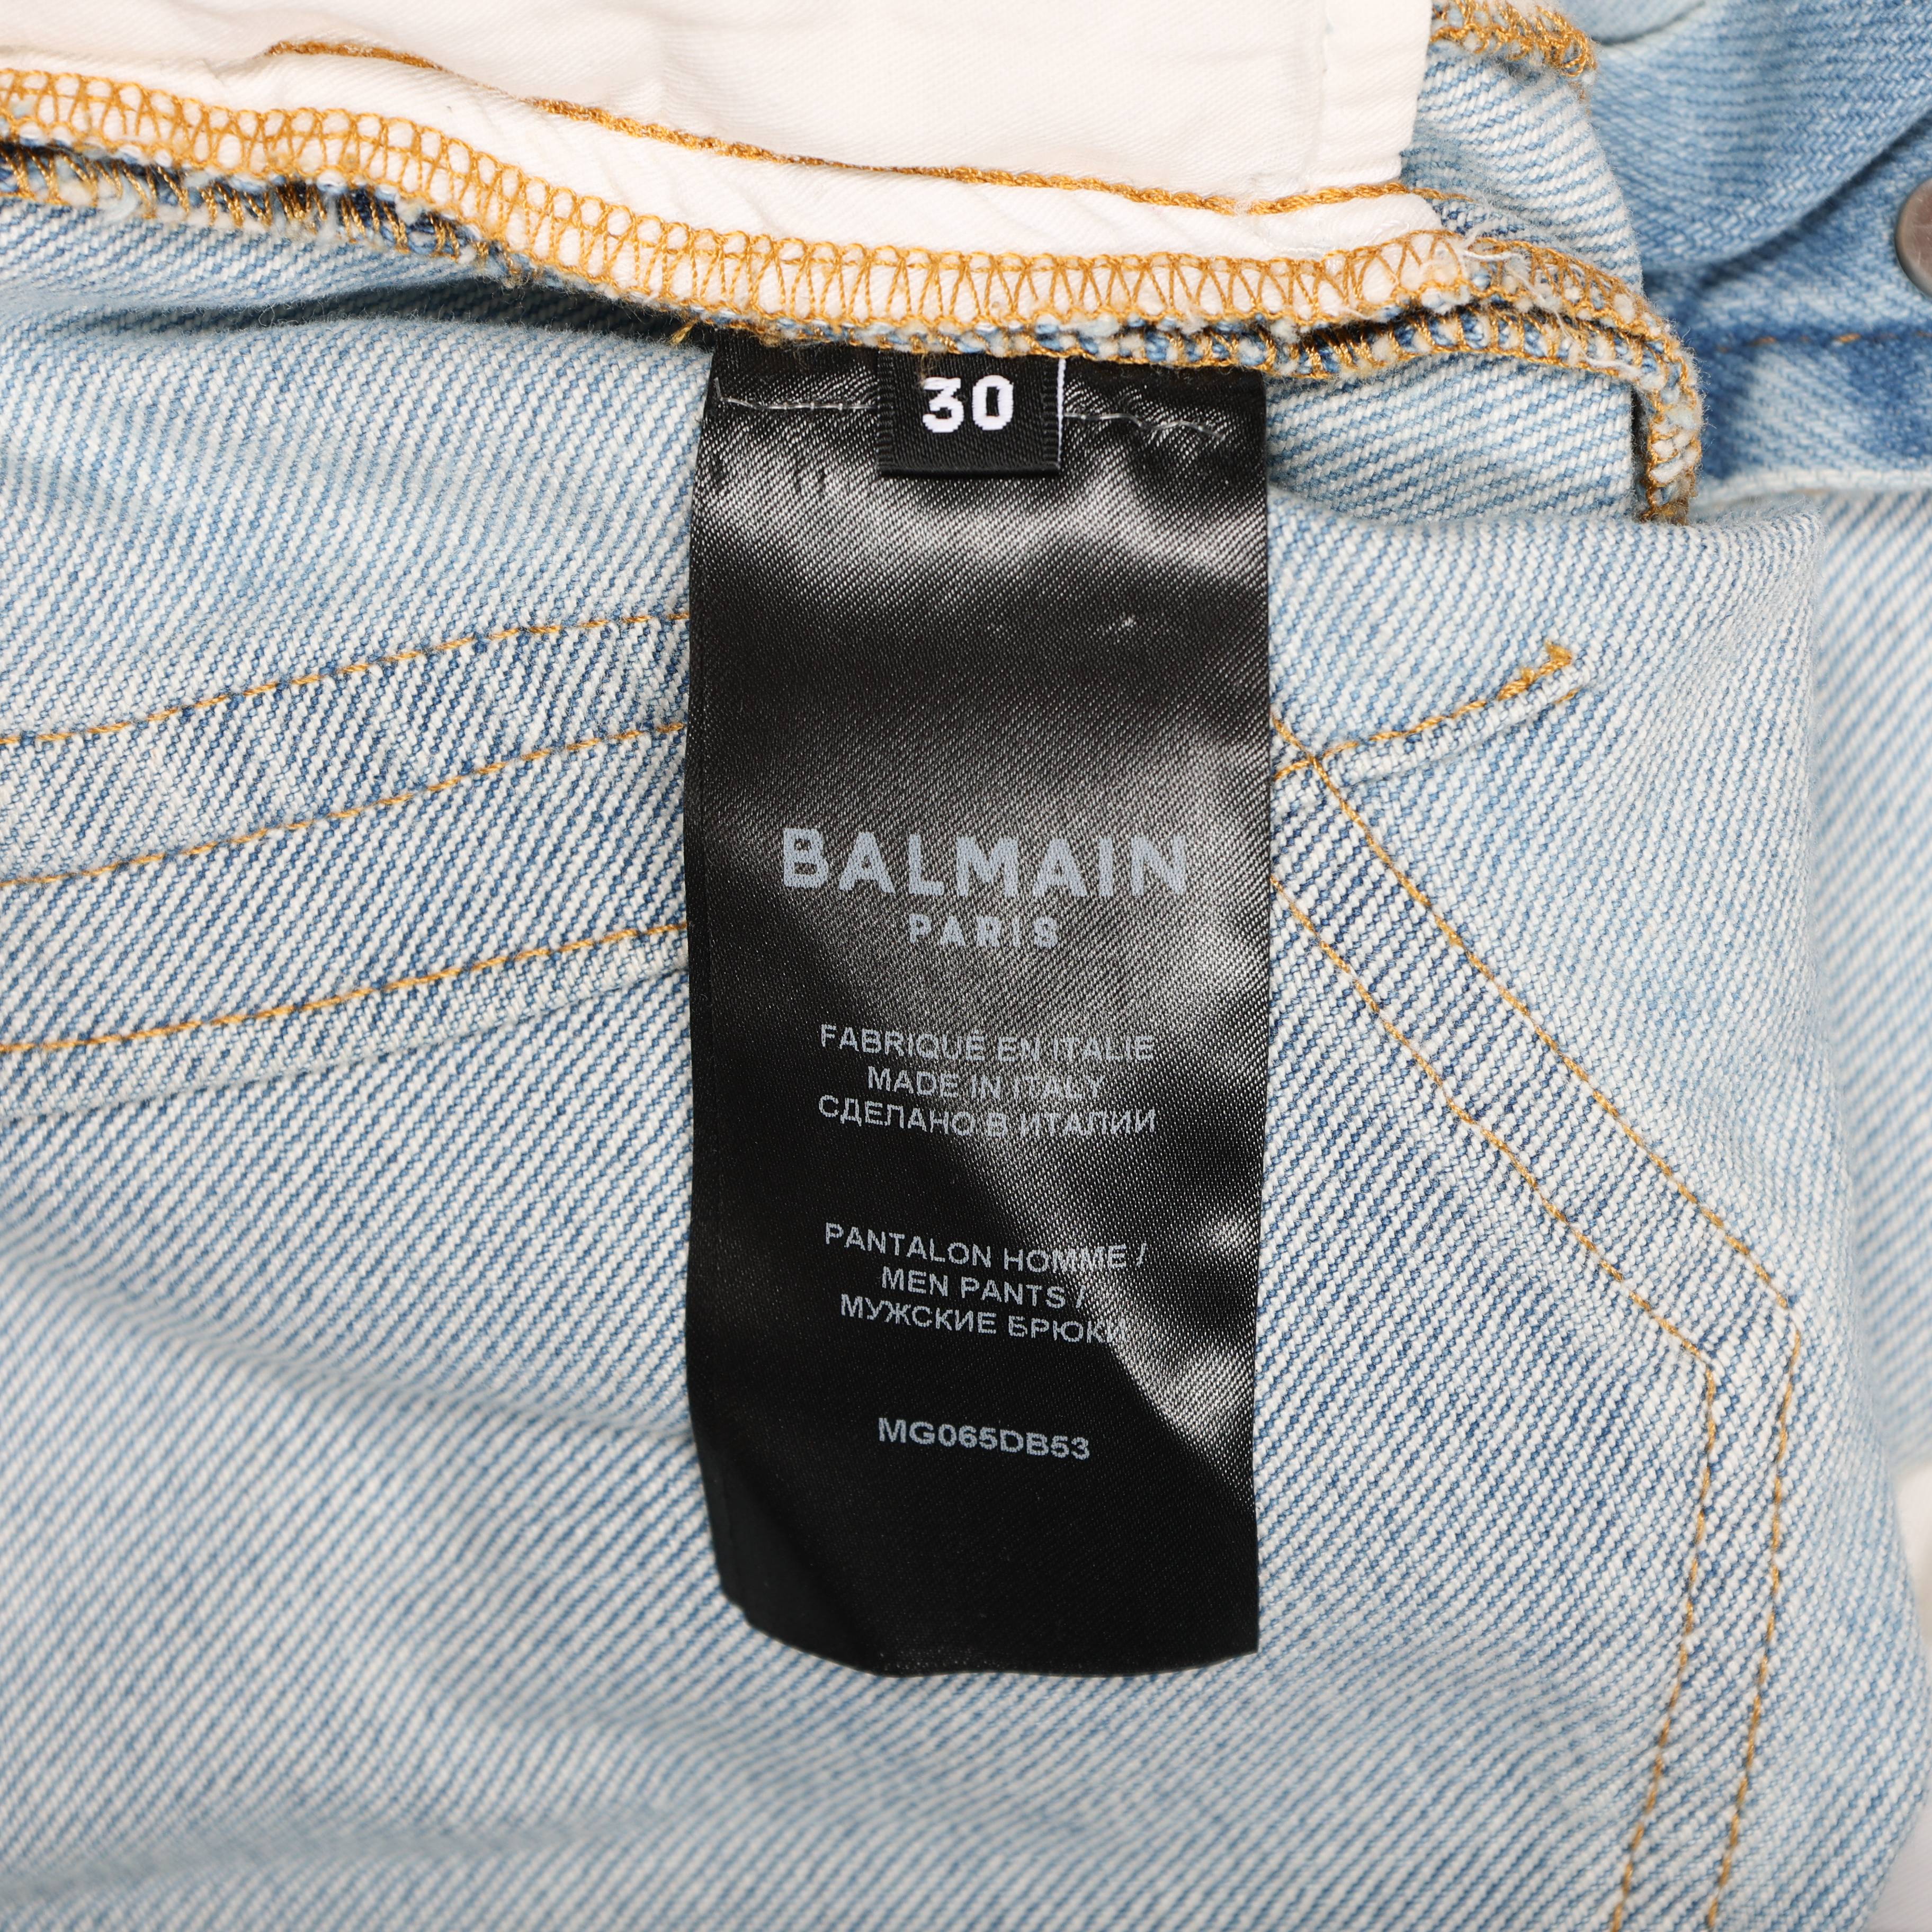 30
BALMAIN
PARIS
FABRIQUÉ EN ITALIE
MADE IN ITALY
СДЕЛАНО В ИТАЛИИ
PANTALON HOMME /
MEN PANTS /
МУЖСКИЕ БРЮКИ
MG065DB53